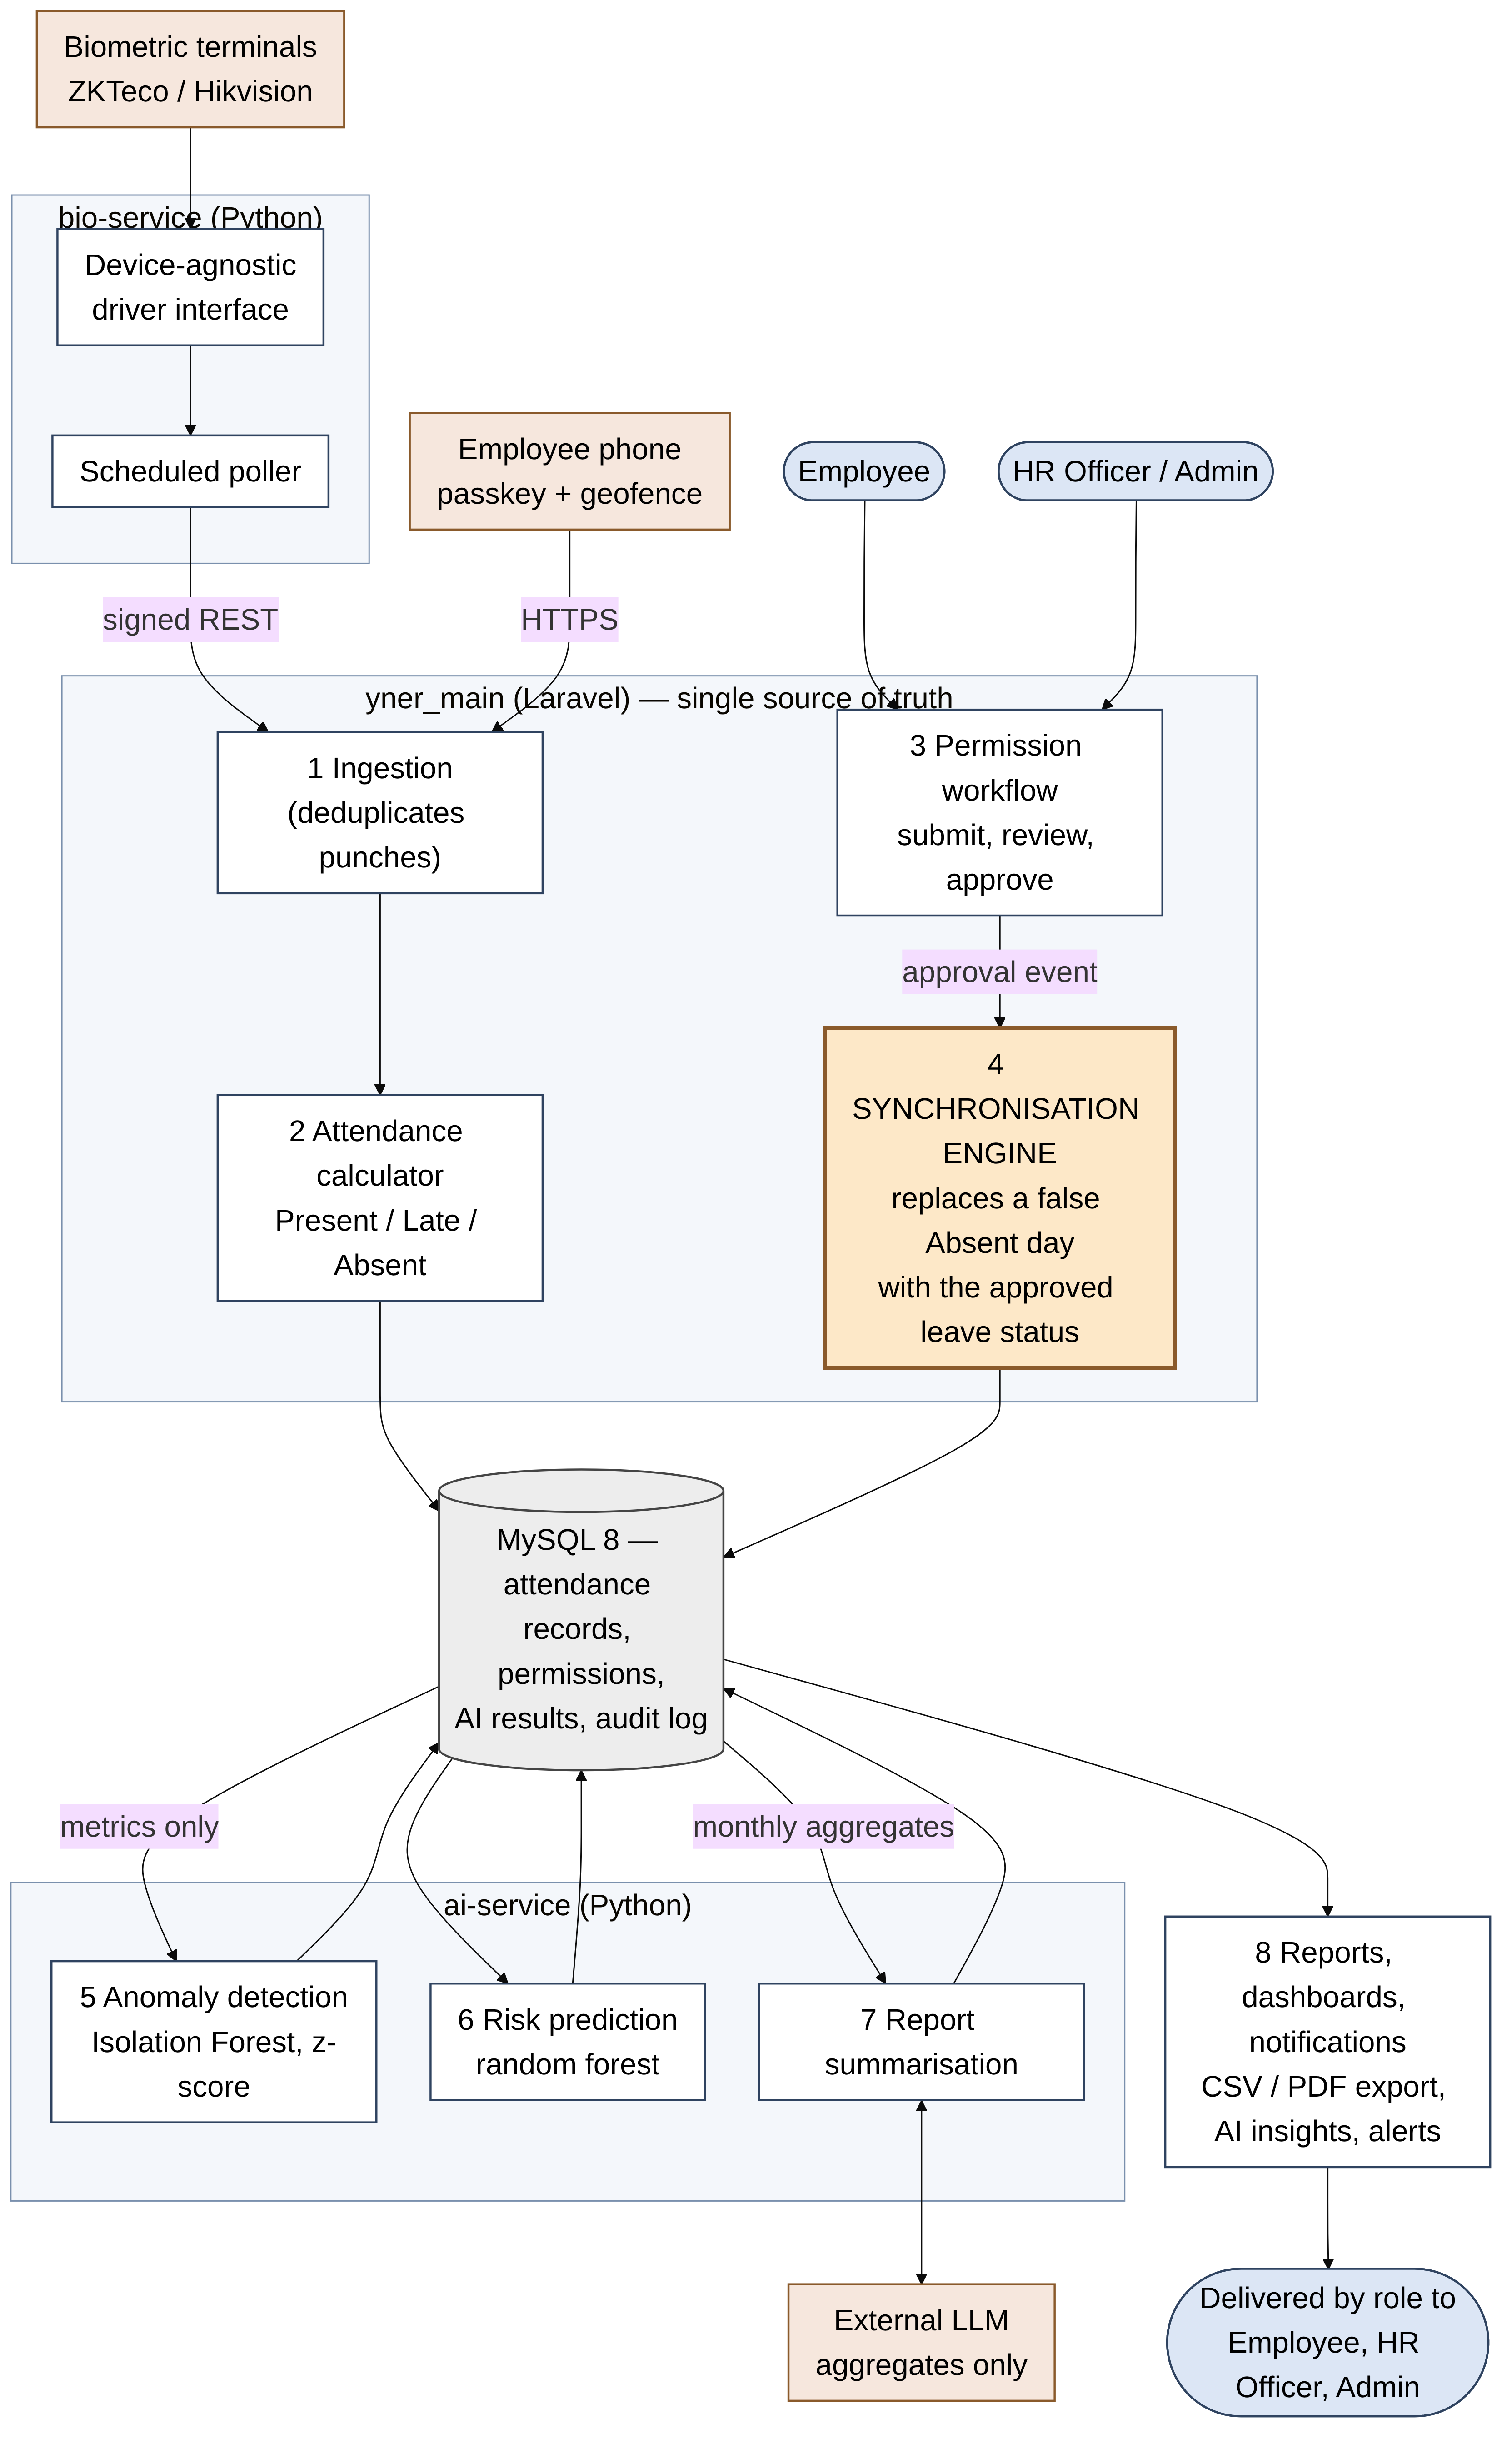 Biometric terminals
ZKTeco / Hikvision
bio-service (Python)
Device-agnostic
driver interface
Scheduled poller
Employee phone
passkey + geofence
Employee
HR Officer / Admin
signed REST
HTTPS
yner_main (Laravel) — single source of truth
1 Ingestion
(deduplicates
punches)
3 Permission
workflow
submit, review,
approve
approval event
2 Attendance
calculator
Present / Late /
Absent
4
SYNCHRONISATION
ENGINE
replaces a false
Absent day
with the approved
leave status
MySQL 8 —
attendance
records,
permissions,
AI results, audit log
metrics only
monthly aggregates
ai-service (Python)
5 Anomaly detection
Isolation Forest, z-
score
6 Risk prediction
random forest
7 Report
summarisation
8 Reports,
dashboards,
notifications
CSV / PDF export,
AI insights, alerts
External LLM
aggregates only
Delivered by role to
Employee, HR
Officer, Admin